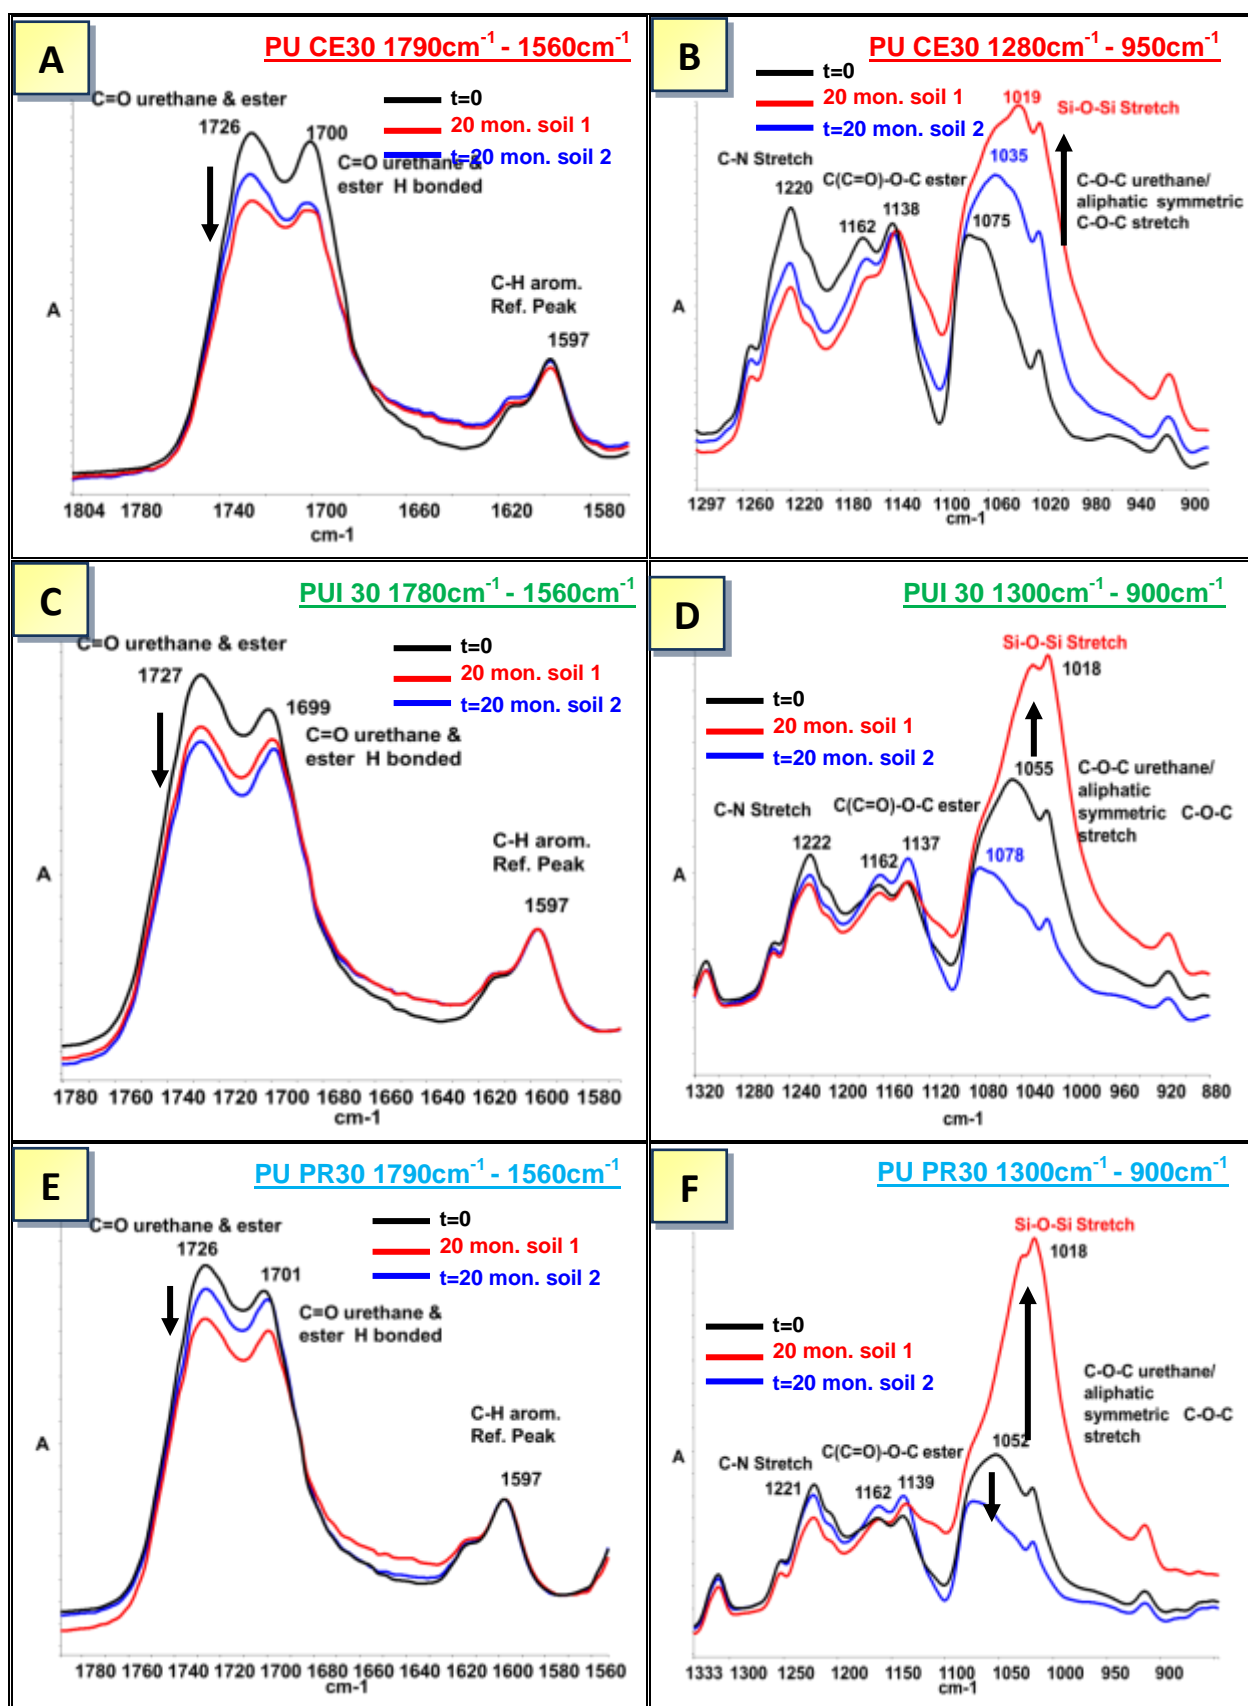 A
PU CE30 1790cm-1 - 1560cm-1
C=O urethane & ester
t=0
20 mon. soil 1
t=20 mon. soil 2
1726
1700
C=O urethane &
ester H bonded
C-H arom.
Ref. Peak
1597
A
1804 1780 1740 1700 1660 1620 1580
cm-1
B
PU CE30 1280cm-1 - 950cm-1
t=0
20 mon. soil 1
t=20 mon. soil 2
1019
Si-O-Si Stretch
C-N Stretch
1220
C(C=O)-O-C ester
1162
1138
1035
1075
C-O-C urethane/
aliphatic symmetric
C-O-C stretch
A
1297 1260 1220 1180 1140 1100 1060 1020 980 940 900
cm-1
C
PUI 30 1780cm-1 - 1560cm-1
C=O urethane & ester
t=0
20 mon. soil 1
t=20 mon. soil 2
1727
1699
C=O urethane &
ester H bonded
C-H arom.
Ref. Peak
1597
A
1780 1760 1740 1720 1700 1680 1660 1640 1620 1600 1580
cm-1
D
PUI 30 1300cm-1 - 900cm-1
Si-O-Si Stretch
1018
t=0
20 mon. soil 1
t=20 mon. soil 2
1055
C-O-C urethane/
aliphatic
symmetric C-O-C
stretch
C-N Stretch
C(C=O)-O-C ester
1222
1162
1137
1078
A
1320 1280 1240 1200 1160 1120 1080 1040 1000 960 920 880
cm-1
E
PU PR30 1790cm-1 - 1560cm-1
C=O urethane & ester
t=0
20 mon. soil 1
t=20 mon. soil 2
1726
1701
C=O urethane &
ester H bonded
C-H arom.
Ref. Peak
1597
A
1780 1760 1740 1720 1700 1680 1660 1640 1620 1600 1580 1560
cm-1
F
PU PR30 1300cm-1 - 900cm-1
Si-O-Si Stretch
1018
t=0
20 mon. soil 1
t=20 mon. soil 2
C-O-C urethane/
aliphatic
symmetric C-O-C
stretch
1052
C(C=O)-O-C ester
C-N Stretch
1221
1162
1139
A
1333 1300 1250 1200 1150 1100 1050 1000 950 900
cm-1